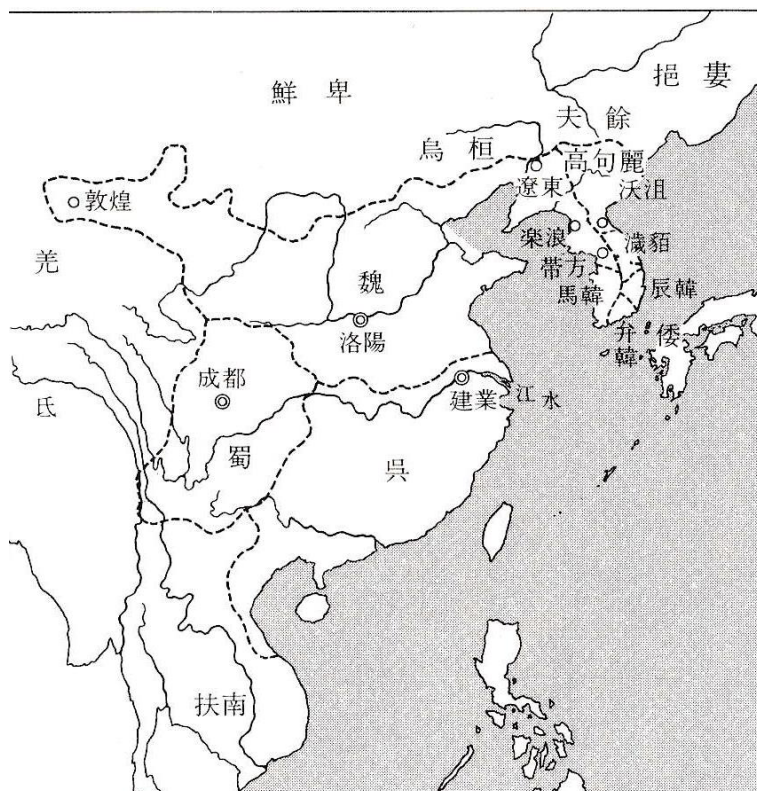 鮮卑
挹婁
夫餘
烏桓
高句麗
遼東
沃沮
敦煌
楽浪
濊貊
羌
魏
帯方
馬韓
辰韓
洛陽
弁韓
倭
成都
建業
江水
氐
蜀
呉
扶南